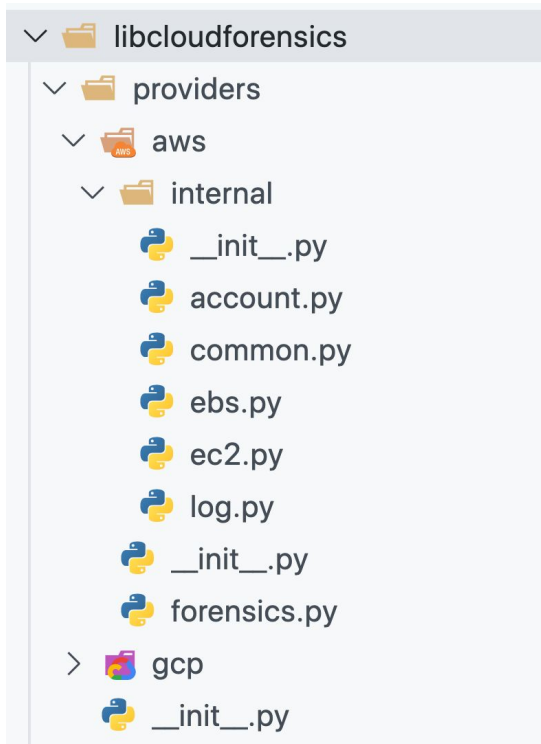 libcloudforensics
providers
aws
internal
__init__.py
account.py
common.py
ebs.py
ec2.py
log.py
__init__.py
forensics.py
gcp
__init__.py